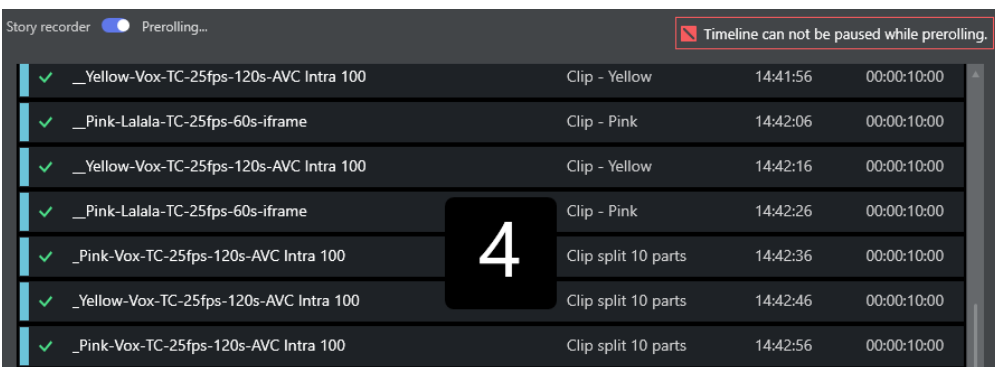 Story recorder Prerolling... Timeline can not be paused while prerolling.
__Yellow-Vox-TC-25fps-120s-AVC Intra 100 Clip - Yellow 14:41:56 00:00:10:00
__Pink-Lalala-TC-25fps-60s-iframe Clip - Pink 14:42:06 00:00:10:00
__Yellow-Vox-TC-25fps-120s-AVC Intra 100 Clip - Yellow 14:42:16 00:00:10:00
__Pink-Lalala-TC-25fps-60s-iframe Clip - Pink 14:42:26 00:00:10:00
4
_Pink-Vox-TC-25fps-120s-AVC Intra 100 Clip split 10 parts 14:42:36 00:00:10:00
_Yellow-Vox-TC-25fps-120s-AVC Intra 100 Clip split 10 parts 14:42:46 00:00:10:00
_Pink-Vox-TC-25fps-120s-AVC Intra 100 Clip split 10 parts 14:42:56 00:00:10:00